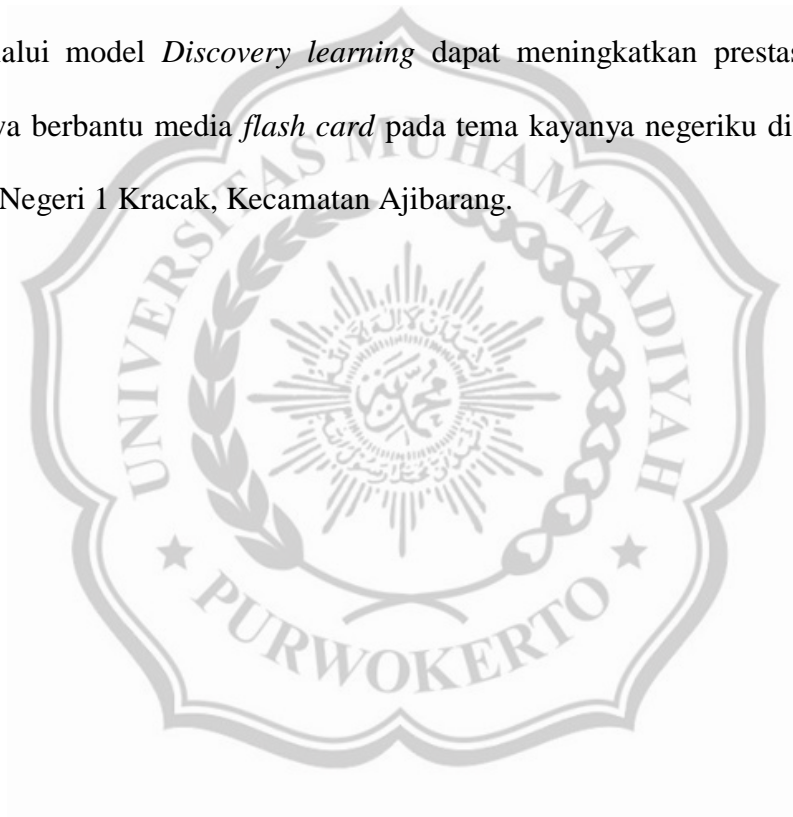 alui model Discovery learning dapat meningkatkan prestas
va berbantu media flash card pada tema kayanya negeriku di
Negeri 1 Kracak, Kecamatan Ajibarang.
UNIVERSITAS MUHAMMADIYAH
PURWOKERTO